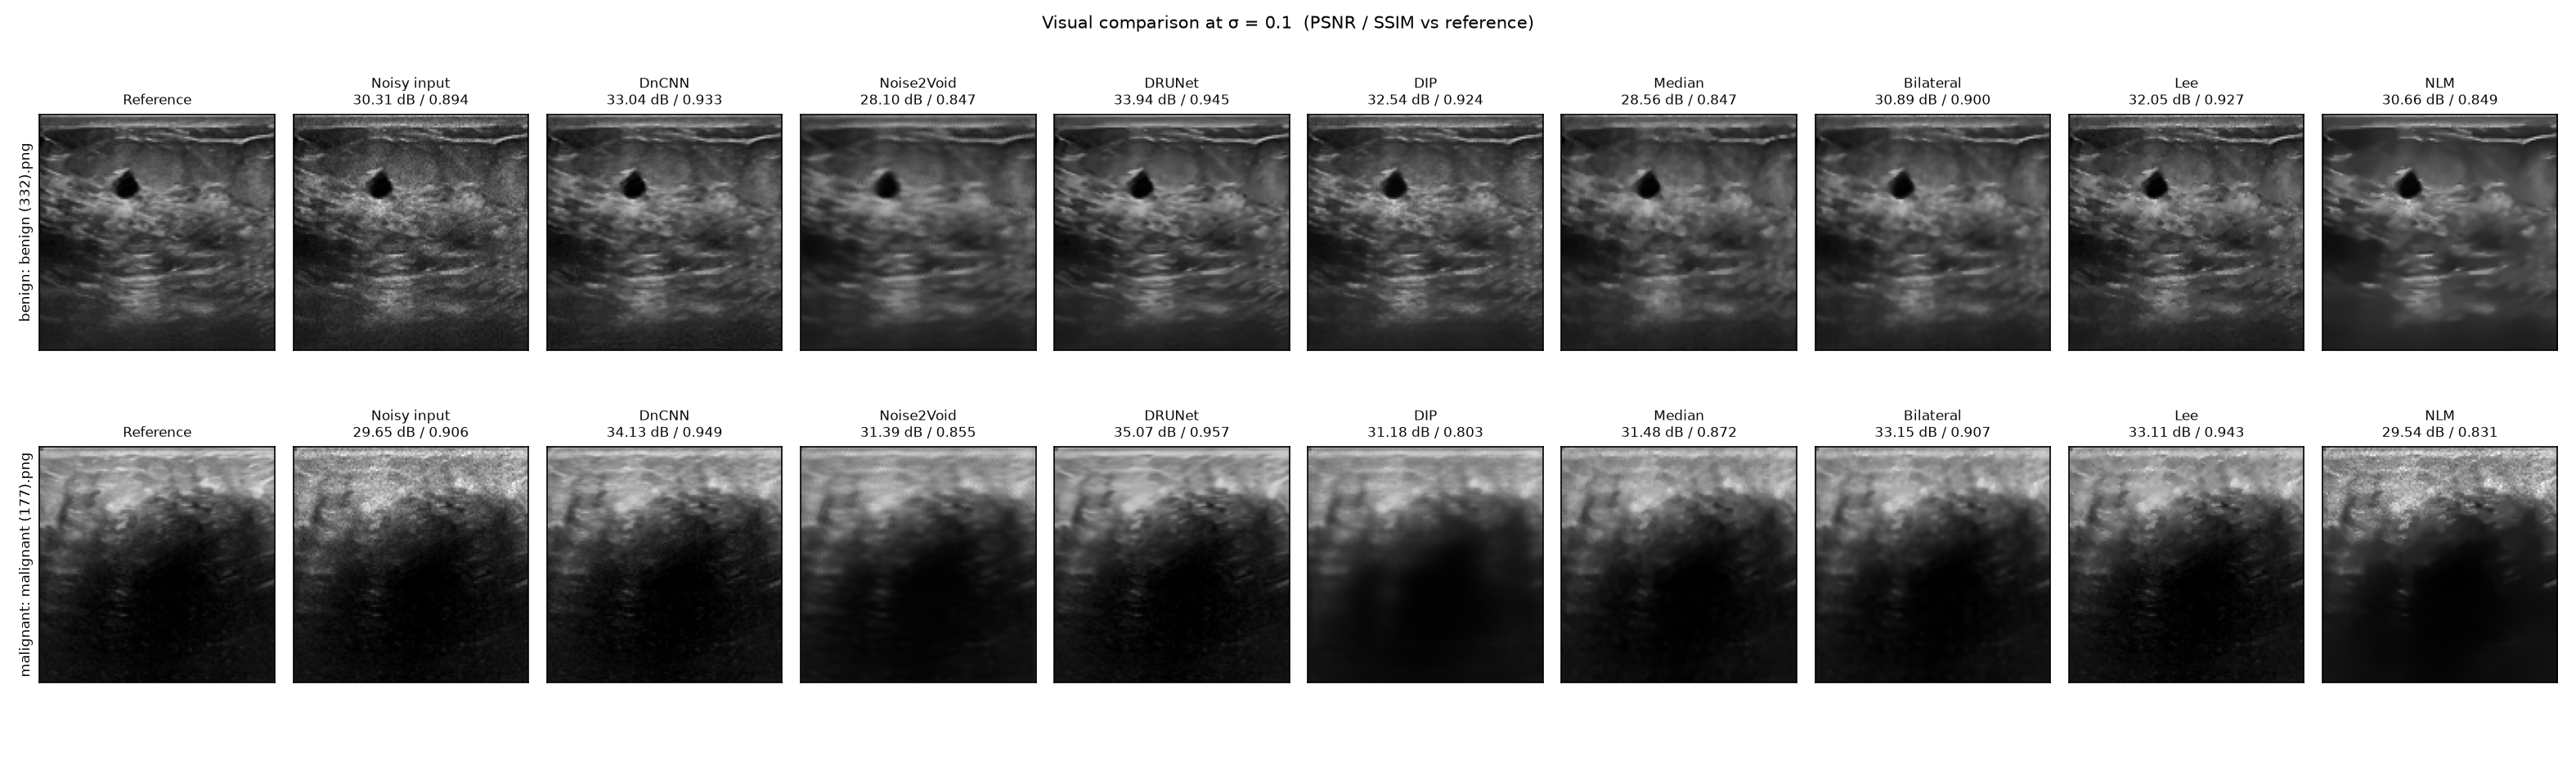 Visual comparison at σ = 0.1 (PSNR / SSIM vs reference)
benign: benign (332).png
Reference
Noisy input
30.31 dB / 0.894
DnCNN
33.04 dB / 0.933
Noise2Void
28.10 dB / 0.847
DRUNet
33.94 dB / 0.945
DIP
32.54 dB / 0.924
Median
28.56 dB / 0.847
Bilateral
30.89 dB / 0.900
Lee
32.05 dB / 0.927
NLM
30.66 dB / 0.849
malignant: malignant (177).png
Reference
Noisy input
29.65 dB / 0.906
DnCNN
34.13 dB / 0.949
Noise2Void
31.39 dB / 0.855
DRUNet
35.07 dB / 0.957
DIP
31.18 dB / 0.803
Median
31.48 dB / 0.872
Bilateral
33.15 dB / 0.907
Lee
33.11 dB / 0.943
NLM
29.54 dB / 0.831